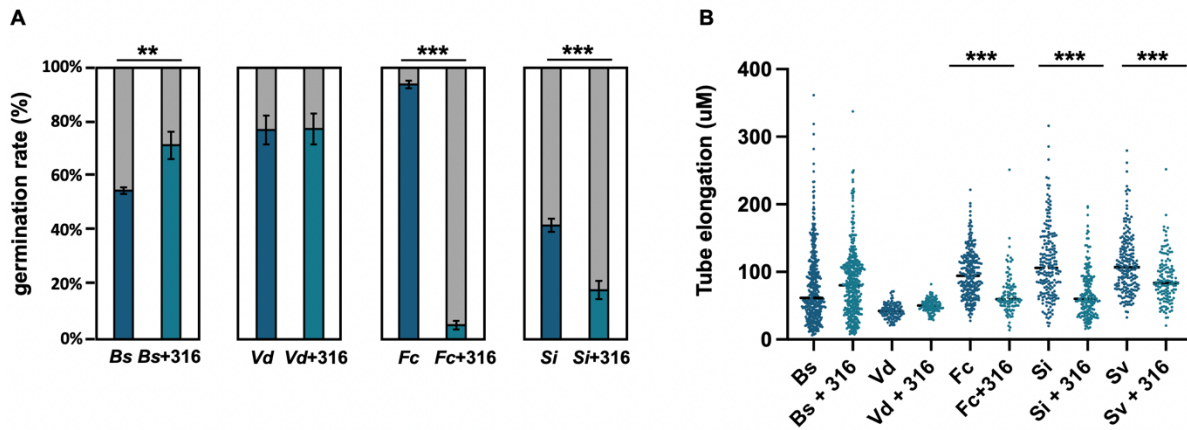 A
** *** ***
100%
80%
60%
40%
20%
0%
germination rate (%)
Bs Bs+316 Vd Vd+316 Fc Fc+316 Si Si+316
B
*** *** ***
400
300
200
100
0
Tube elongation (uM)
Bs
Bs + 316
Vd
Vd + 316
Fc
Fc+316
Si
Si + 316
Sv
Sv + 316